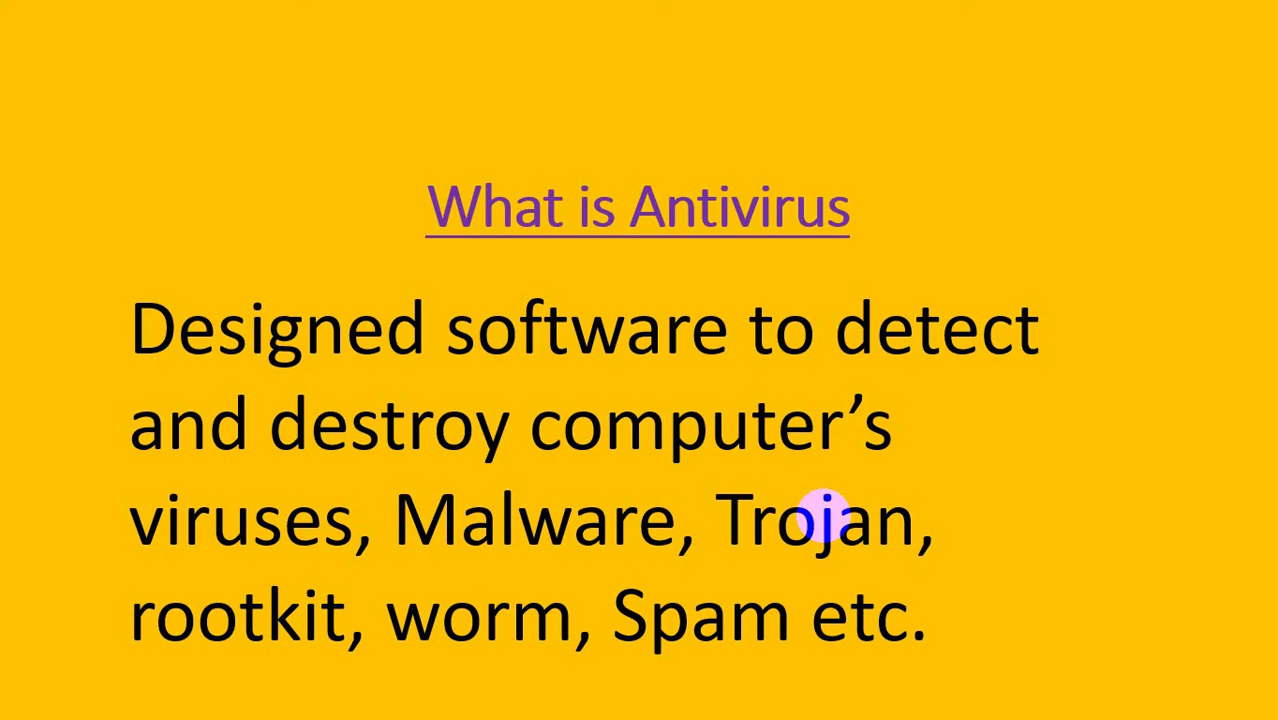 What is Antivirus
Designed software to detect
and destroy computer’s
viruses, Malware, Trojan,
rootkit, worm, Spam etc.